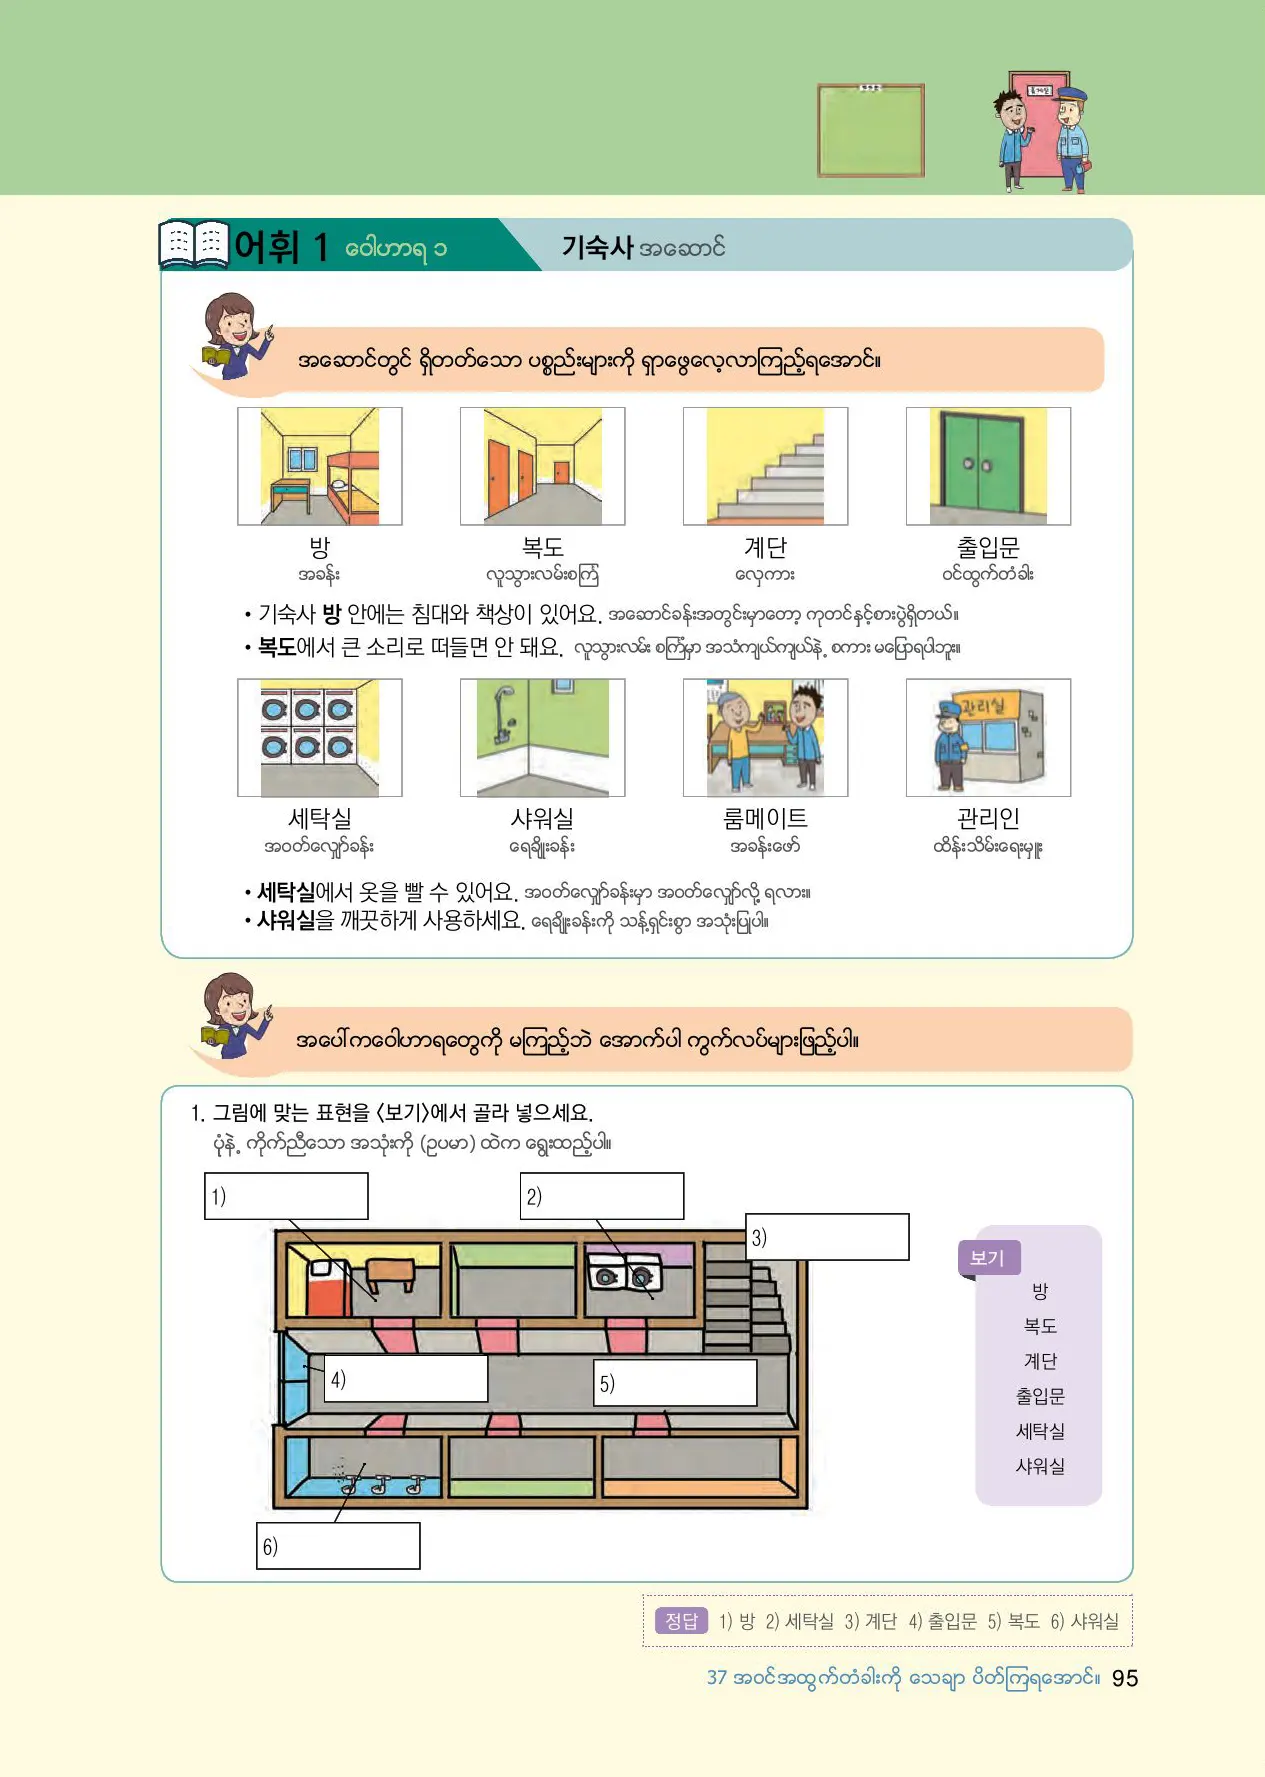 어휘 1 ဝေါဟာရ ၁
기숙사 အဆောင်
အဆောင်တွင် ရှိတတ်သော ပစ္စည်းများကို ရှာဖွေလေ့လာကြည့်ရအောင်။
방 복도 계단 출입문
အခန်း လူသွားလမ်းစင်္ကြံ လှေကား ဝင်ထွက်တံခါး
• 기숙사 방 안에는 침대와 책상이 있어요. အဆောင်ခန်းအတွင်းမှာတော့ ကုတင်နှင့်စားပွဲရှိတယ်။
• 복도에서 큰 소리로 떠들면 안 돼요. လူသွားလမ်း စင်္ကြံမှာ အသံကျယ်ကျယ်နဲ့ စကား မပြောရပါဘူး။
관리실
세탁실 샤워실 룸메이트 관리인
အဝတ်လျှော်ခန်း ရေချိုးခန်း အခန်းဖော် ထိန်းသိမ်းရေးမှူး
• 세탁실에서 옷을 빨 수 있어요. အဝတ်လျှော်ခန်းမှာ အဝတ်လျှော်လို့ ရလား။
• 샤워실을 깨끗하게 사용하세요. ရေချိုးခန်းကို သန့်ရှင်းစွာ အသုံးပြုပါ။
အပေါ်ကဝေါဟာရတွေကို မကြည့်ဘဲ အောက်ပါ ကွက်လပ်များဖြည့်ပါ။
1. 그림에 맞는 표현을 〈보기〉에서 골라 넣으세요.
ပုံနဲ့ ကိုက်ညီသော အသုံးကို (ဥပမာ) ထဲက ရွေးထည့်ပါ။
1)
2)
3)
4)
5)
6)
보기
방
복도
계단
출입문
세탁실
샤워실
정답 1) 방 2) 세탁실 3) 계단 4) 출입문 5) 복도 6) 샤워실
37 အဝင်အထွက်တံခါးကို သေချာ ပိတ်ကြရအောင်။ 95